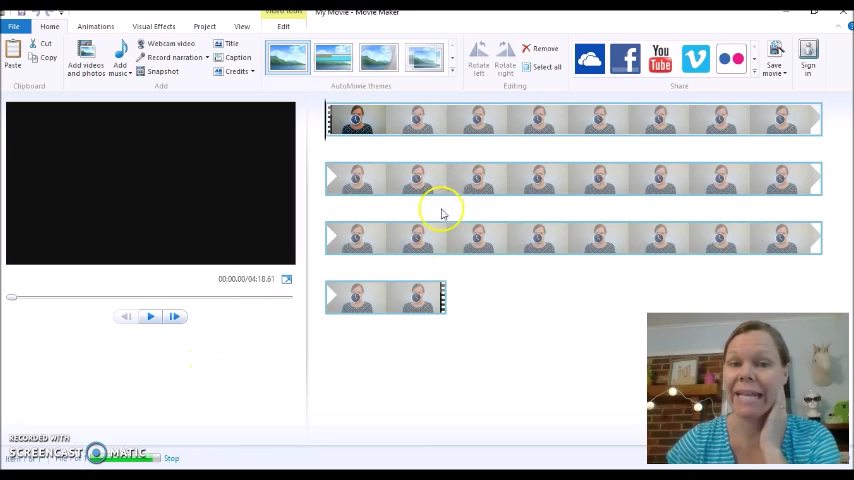 Video Tools
My Movie - Movie Maker
File Home Animations Visual Effects Project View Edit
Paste
Cut
Copy
Clipboard
Add videos and photos
Add music
Webcam video
Record narration
Snapshot
Title
Caption
Credits
Add
AutoMovie themes
Rotate left
Rotate right
Remove
Select all
Editing
You Tube
Share
Save movie
Sign in
00:00.00/04:18.61
RECORDED WITH
SCREENCAST MATIC
Stop